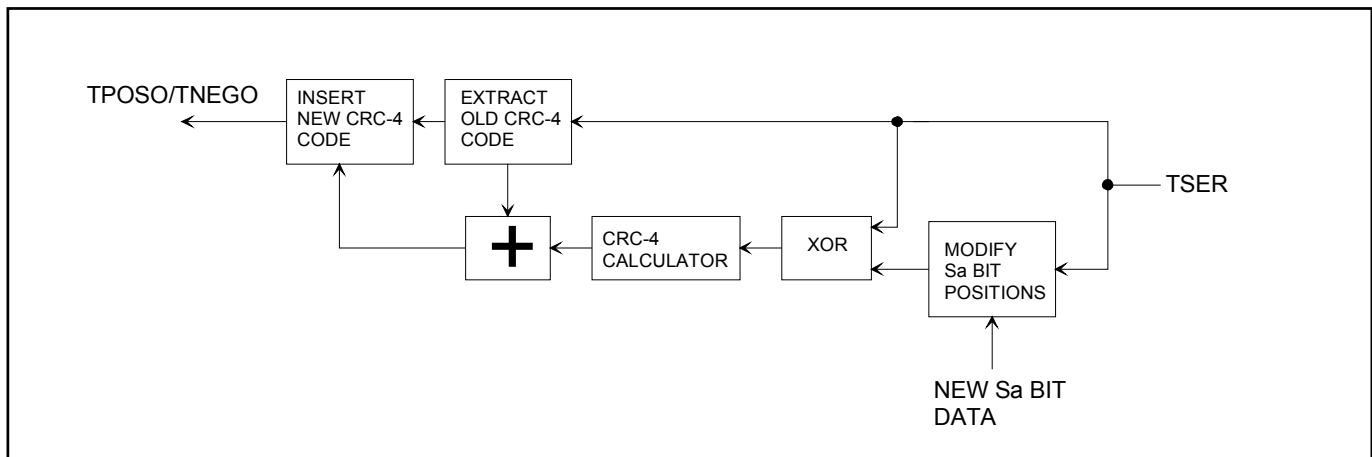 TPOSO/TNEGO
INSERT
NEW CRC-4
CODE
EXTRACT
OLD CRC-4
CODE
TSER
+
CRC-4
CALCULATOR
XOR
MODIFY
Sa BIT
POSITIONS
NEW Sa BIT
DATA